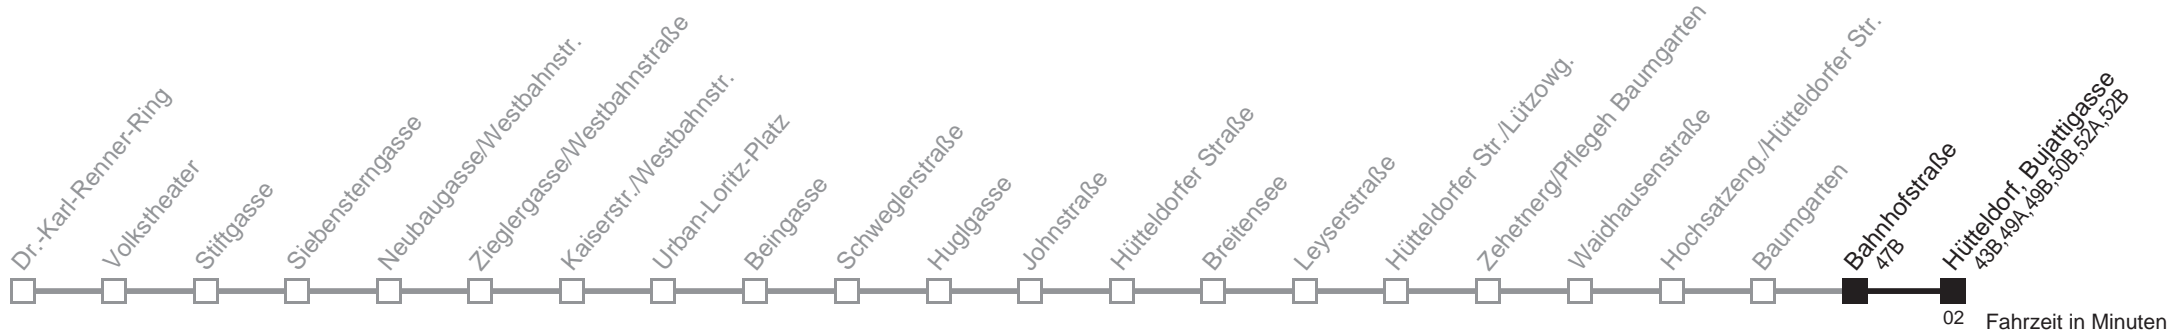 Dr.-Karl-Renner-Ring
Volkstheater
Stiftgasse
Siebensterngasse
Neubaugasse/Westbahnstr.
Zieglergasse/Westbahnstraße
Kaiserstr./Westbahnstr.
Urban-Loritz-Platz
Beingasse
Schweglerstraße
Huglgasse
Johnstraße
Hütteldorfer Straße
Breitensee
Leyserstraße
Hütteldorfer Str./Lützowg.
Zehetnerg/Pflegeh Baumgarten
Waidhausenstraße
Hochsatzeng./Hütteldorfer Str.
Baumgarten
Bahnhofstraße
47B
Hütteldorf, Bujattigasse
43B,49A,49B,50B,52A,52B
02
Fahrzeit in Minuten